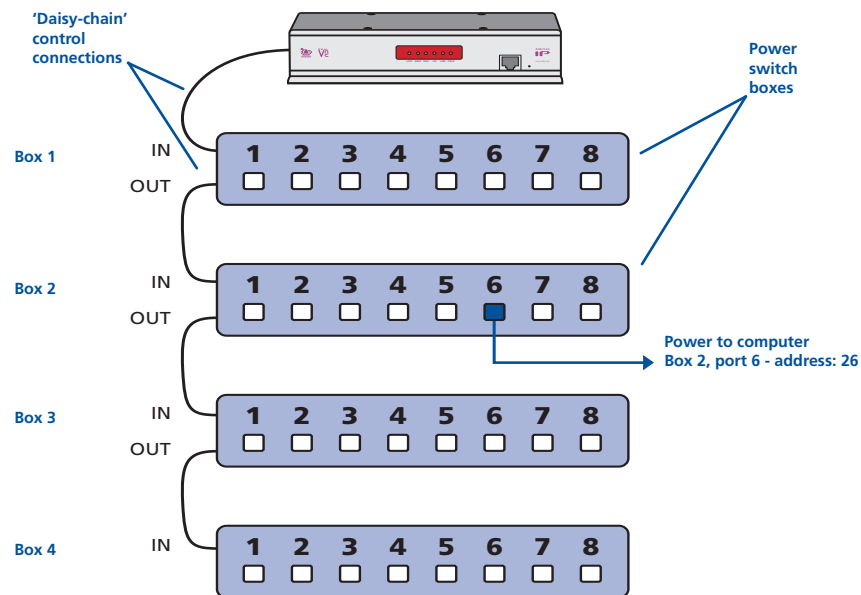 'Daisy-chain'
control
connections
Power
switch
boxes
Box 1
IN
OUT
1 2 3 4 5 6 7 8
Box 2
IN
OUT
1 2 3 4 5 6 7 8
Power to computer
Box 2, port 6 - address: 26
Box 3
IN
OUT
1 2 3 4 5 6 7 8
Box 4
IN
1 2 3 4 5 6 7 8